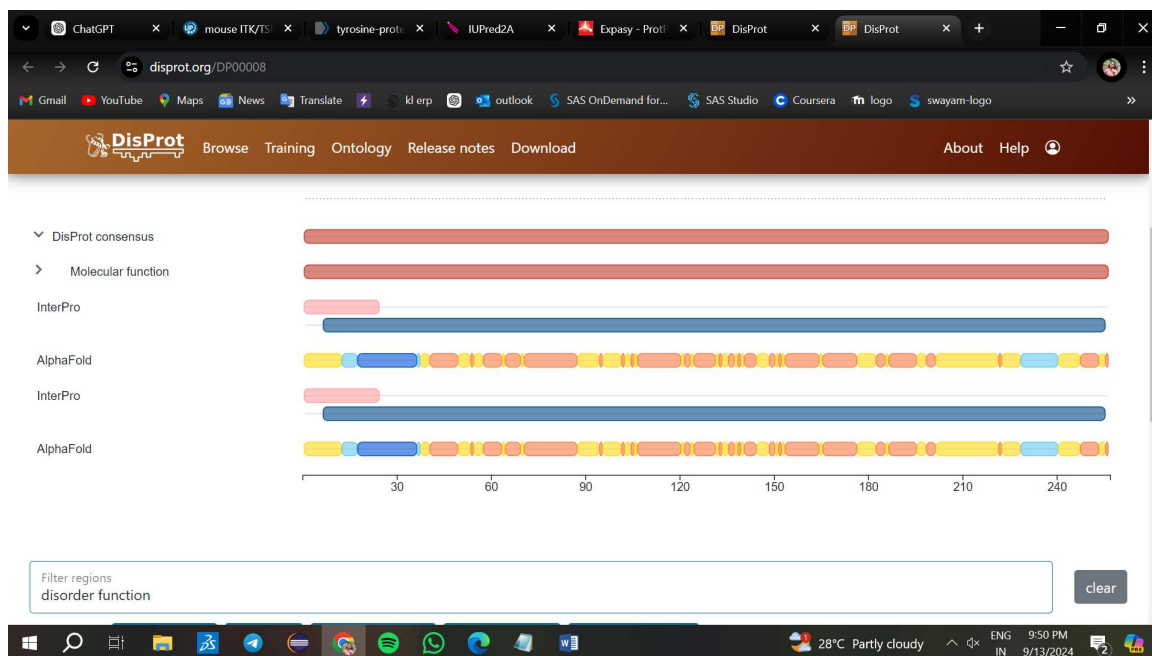 ChatGPT mouse ITK/TS tyrosine-prote IUPred2A Expasy - ProtP DisProt DisProt
disprot.org/DP00008
Gmail YouTube Maps News Translate kl erp outlook SAS OnDemand for... SAS Studio Coursera m logo swayam-logo »
DisProt Browse Training Ontology Release notes Download About Help
DisProt consensus
Molecular function
InterPro
AlphaFold
InterPro
AlphaFold
30 60 90 120 150 180 210 240
Filter regions
disorder function
clear
28°C Partly cloudy ENG 9:50 PM
IN 9/13/2024